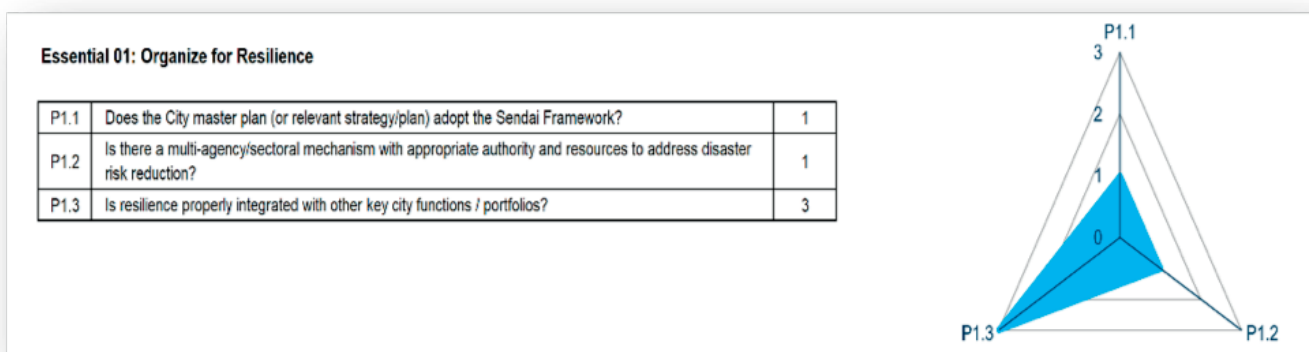 Essential 01: Organize for Resilience
P1.1 Does the City master plan (or relevant strategy/plan) adopt the Sendai Framework? 1
P1.2 Is there a multi-agency/sectoral mechanism with appropriate authority and resources to address disaster
risk reduction? 1
P1.3 Is resilience properly integrated with other key city functions / portfolios? 3
P1.1
3
2
1
0
P1.3 P1.2